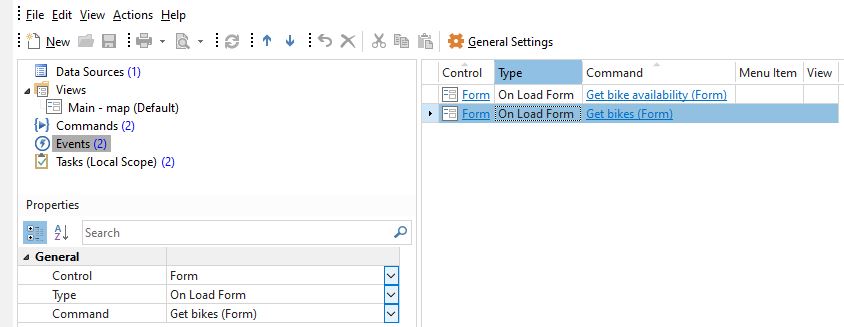 File Edit View Actions Help
New General Settings
Data Sources (1)
Views
Main - map (Default)
Commands (2)
Events (2)
Tasks (Local Scope) (2)
Properties
Search
General
Control Form
Type On Load Form
Command Get bikes (Form)
Control Type Command Menu Item View
Form On Load Form Get bike availability (Form)
Form On Load Form Get bikes (Form)